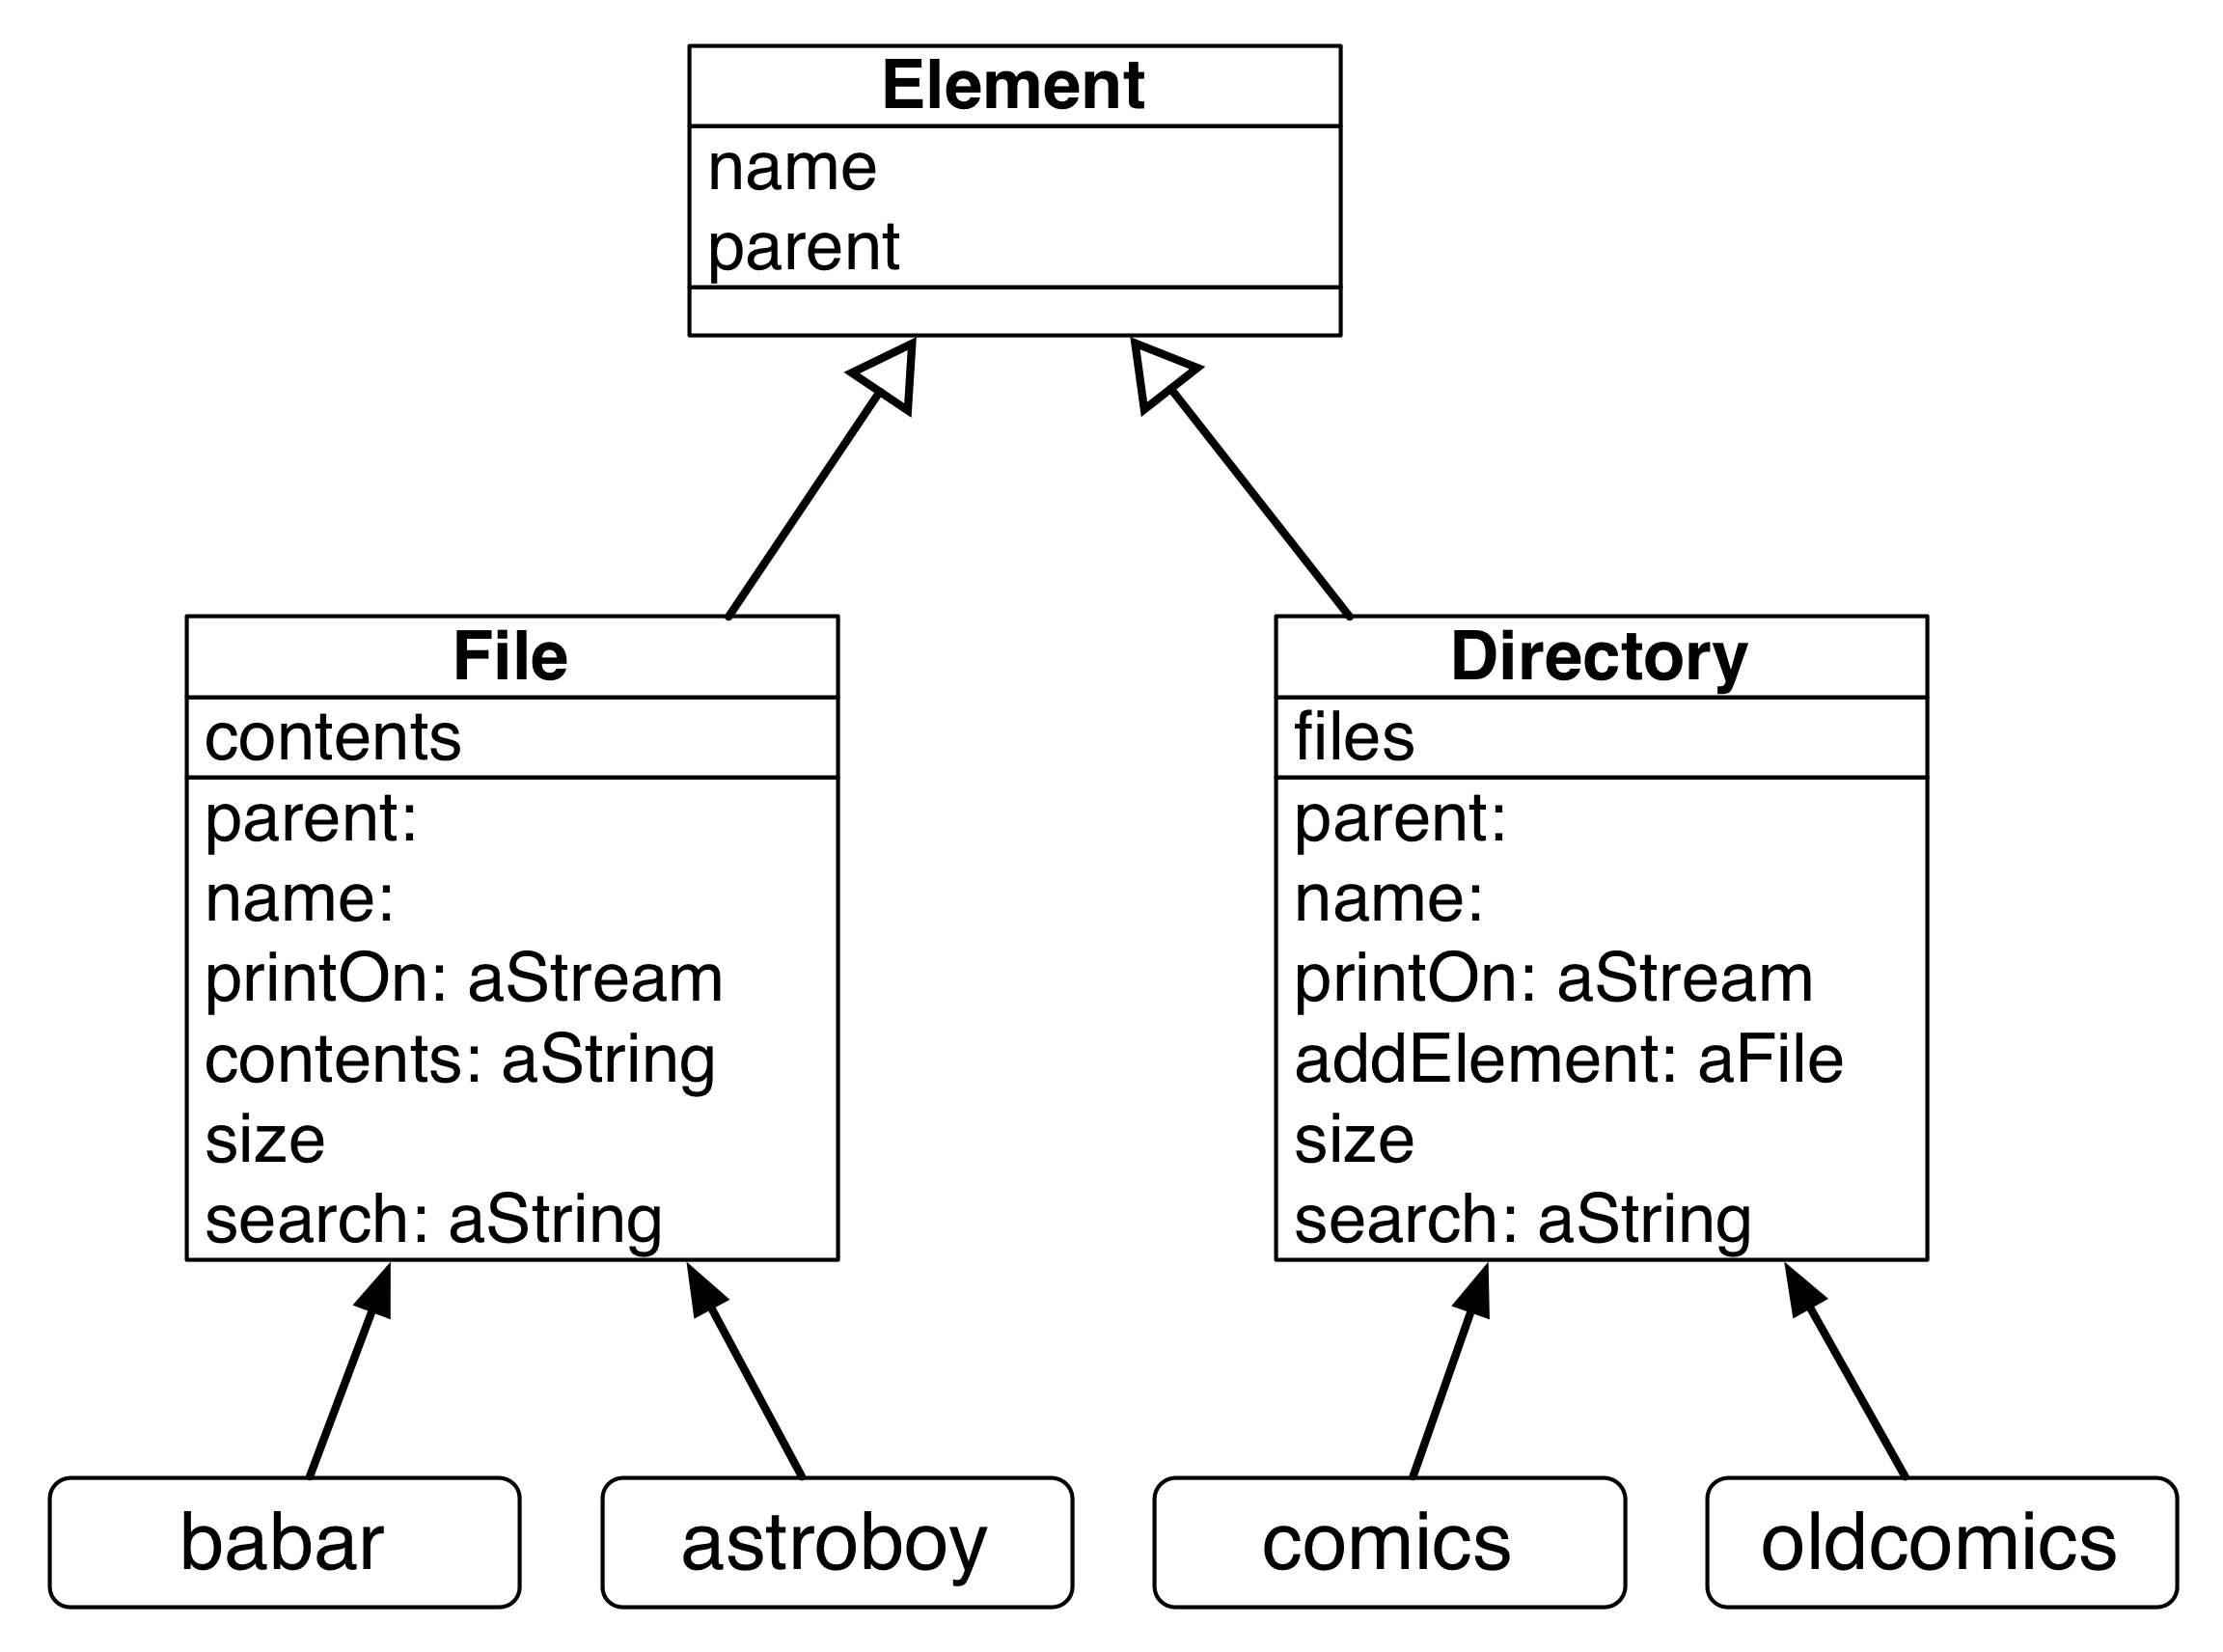 Element
name
parent
File
contents
parent:
name:
printOn: aStream
contents: aString
size
search: aString
Directory
files
parent:
name:
printOn: aStream
addElement: aFile
size
search: aString
babar
astroboy
comics
oldcomics